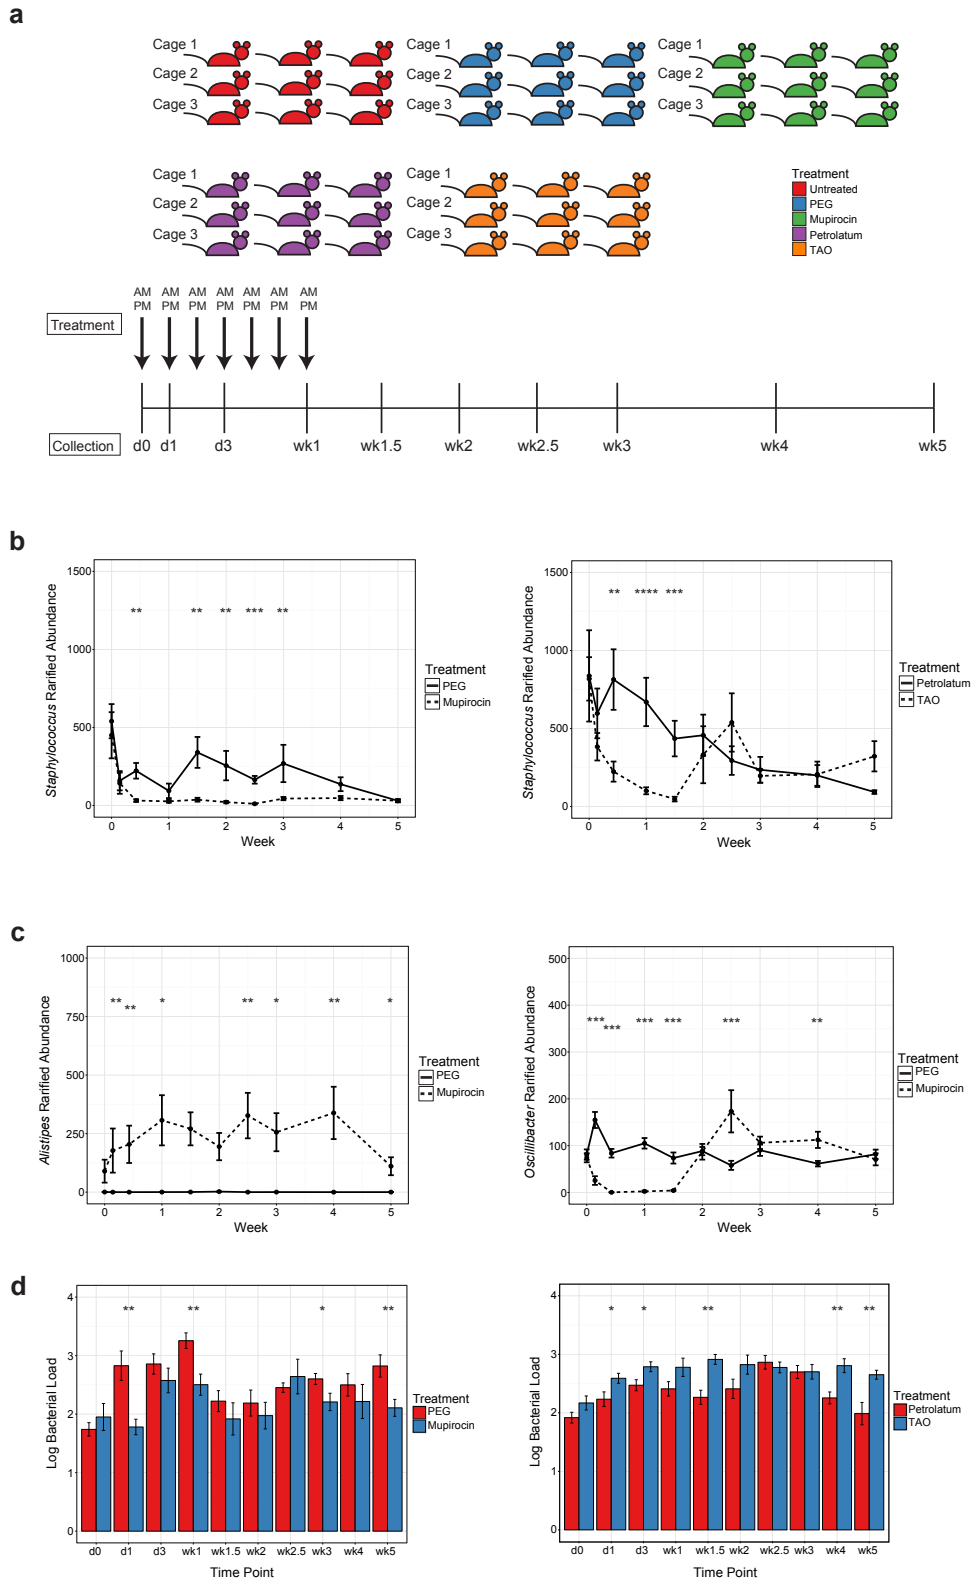 a
Cage 1
Cage 2
Cage 3
Cage 1
Cage 2
Cage 3
Cage 1
Cage 2
Cage 3
Cage 1
Cage 2
Cage 3
Cage 1
Cage 2
Cage 3
Treatment
Untreated
PEG
Mupirocin
Petrolatum
TAO
AM AM AM AM AM AM AM
PM PM PM PM PM PM PM
Treatment
Collection d0 d1 d3 wk1 wk1.5 wk2 wk2.5 wk3 wk4 wk5
b
Staphylococcus Rarified Abundance
1500
1000
500
0
** ** ** *** **
0 1 2 3 4 5
Week
Treatment
PEG
Mupirocin
Staphylococcus Rarified Abundance
1500
1000
500
0
** **** ***
0 1 2 3 4 5
Week
Treatment
Petrolatum
TAO
c
Alistipes Rarified Abundance
1000
750
500
250
0
** ** * ** * ** *
0 1 2 3 4 5
Week
Treatment
PEG
Mupirocin
Oscillibacter Rarified Abundance
500
400
300
200
100
0
*** *** *** *** *** **
0 1 2 3 4 5
Week
Treatment
PEG
Mupirocin
d
Log Bacterial Load
4
3
2
1
0
** ** * **
d0 d1 d3 wk1 wk1.5 wk2 wk2.5 wk3 wk4 wk5
Time Point
Treatment
PEG
Mupirocin
Log Bacterial Load
4
3
2
1
0
* * ** ** **
d0 d1 d3 wk1 wk1.5 wk2 wk2.5 wk3 wk4 wk5
Time Point
Treatment
Petrolatum
TAO